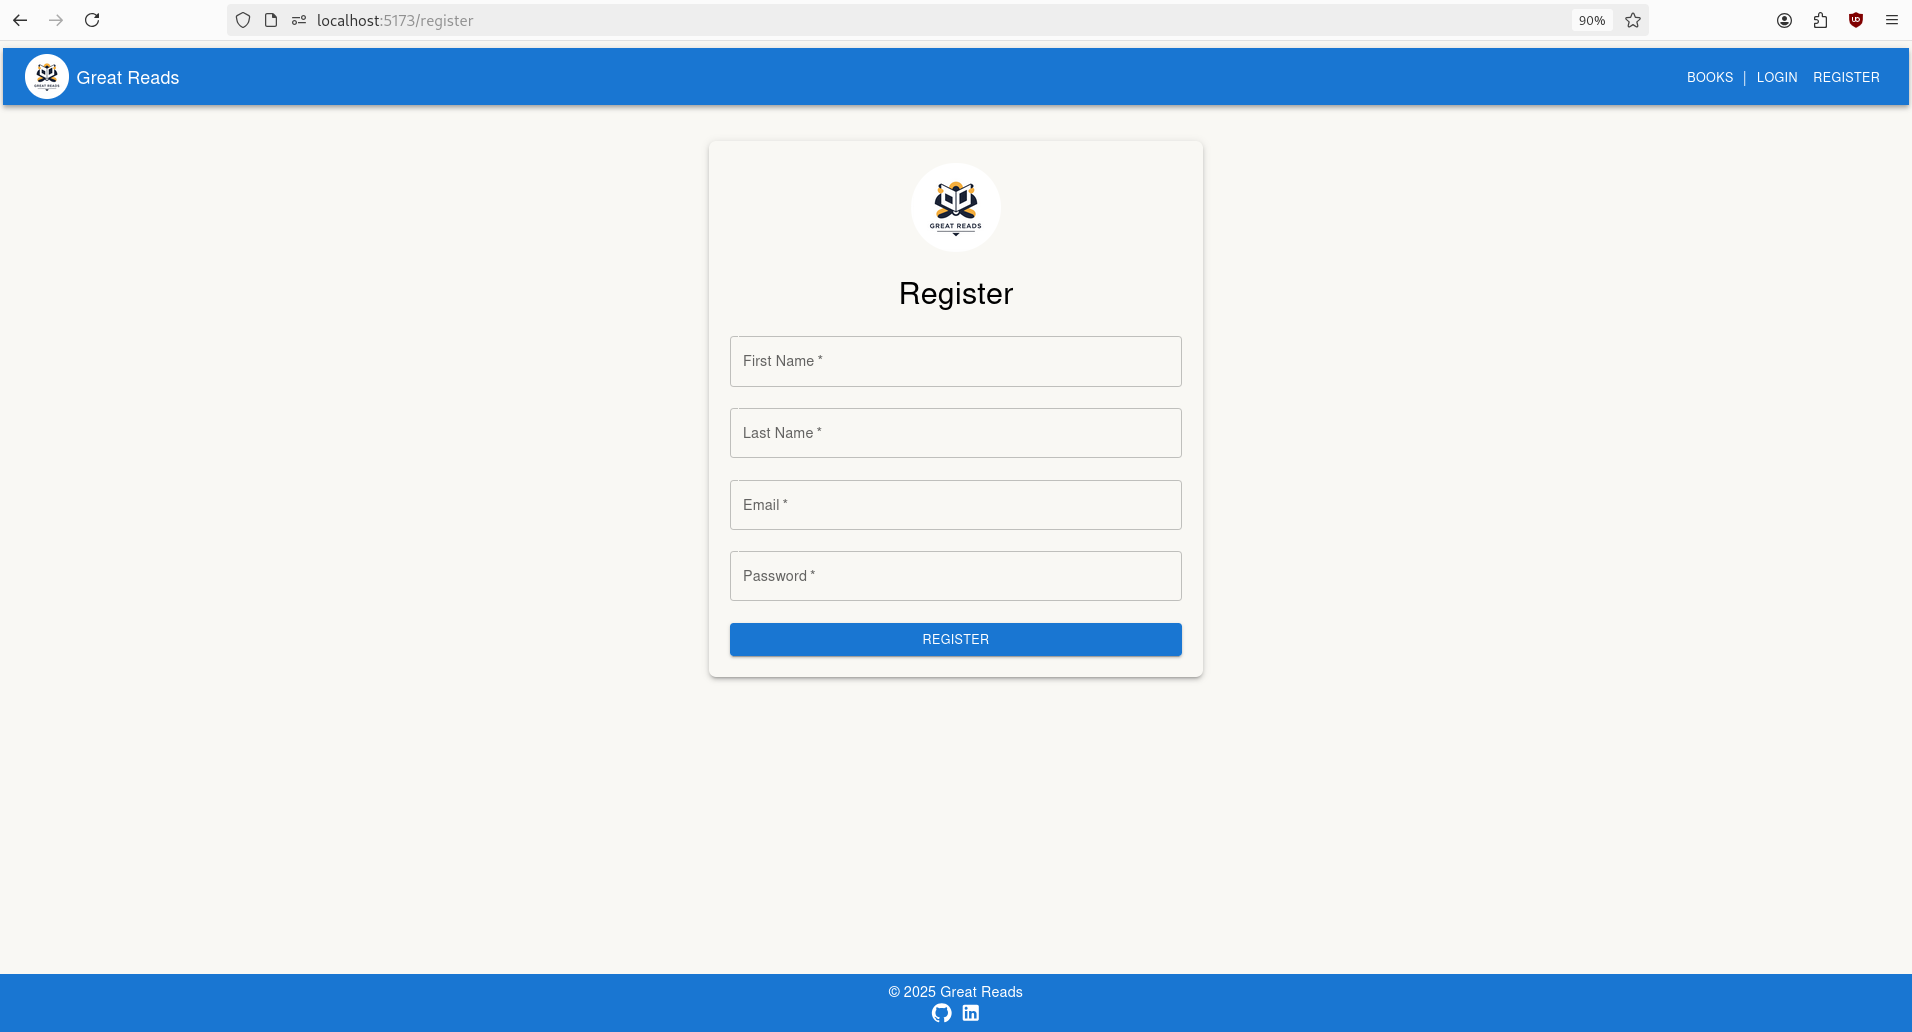 localhost:5173/register
90%
GREAT READS
Great Reads
BOOKS | LOGIN REGISTER
GREAT READS
Register
First Name *
Last Name *
Email *
Password *
REGISTER
© 2025 Great Reads